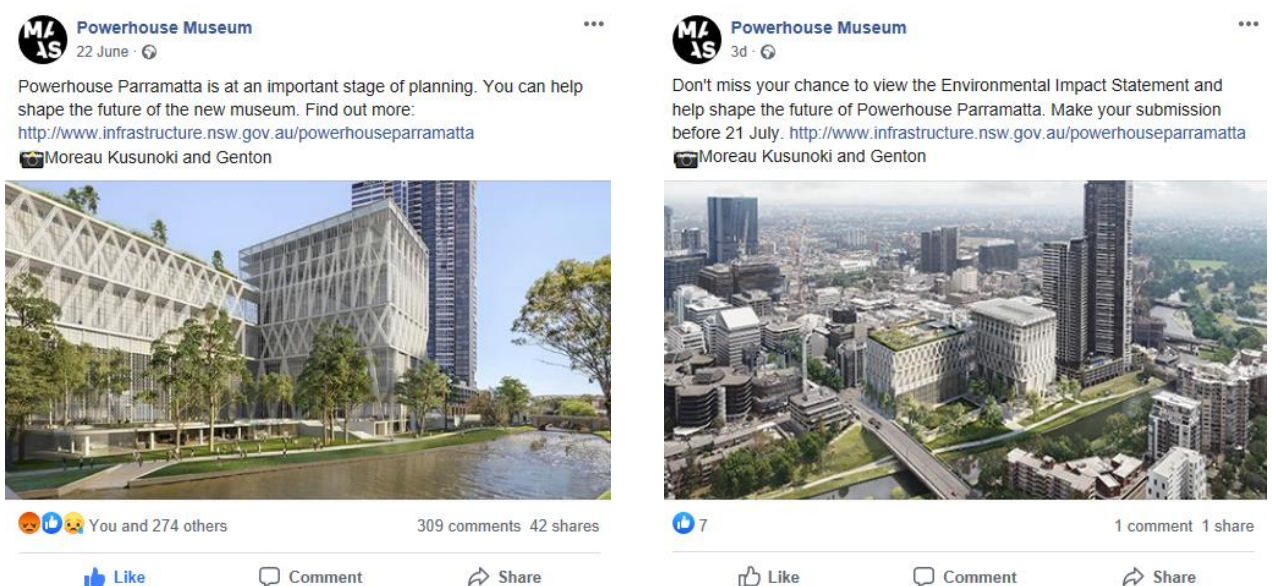 MA
AS
Powerhouse Museum
22 June ·
Powerhouse Parramatta is at an important stage of planning. You can help
shape the future of the new museum. Find out more:
http://www.infrastructure.nsw.gov.au/powerhouseparramatta
Moreau Kusunoki and Genton
You and 274 others
309 comments 42 shares
Like
Comment
Share
MA
AS
Powerhouse Museum
3d ·
Don't miss your chance to view the Environmental Impact Statement and
help shape the future of Powerhouse Parramatta. Make your submission
before 21 July. http://www.infrastructure.nsw.gov.au/powerhouseparramatta
Moreau Kusunoki and Genton
7
1 comment 1 share
Like
Comment
Share